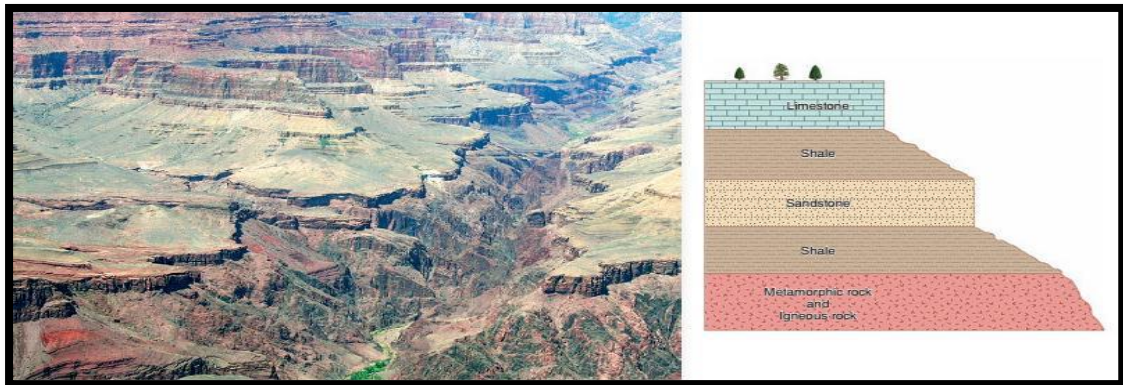 Limestone
Shale
Sandstone
Shale
Metamorphic rock
and
Igneous rock